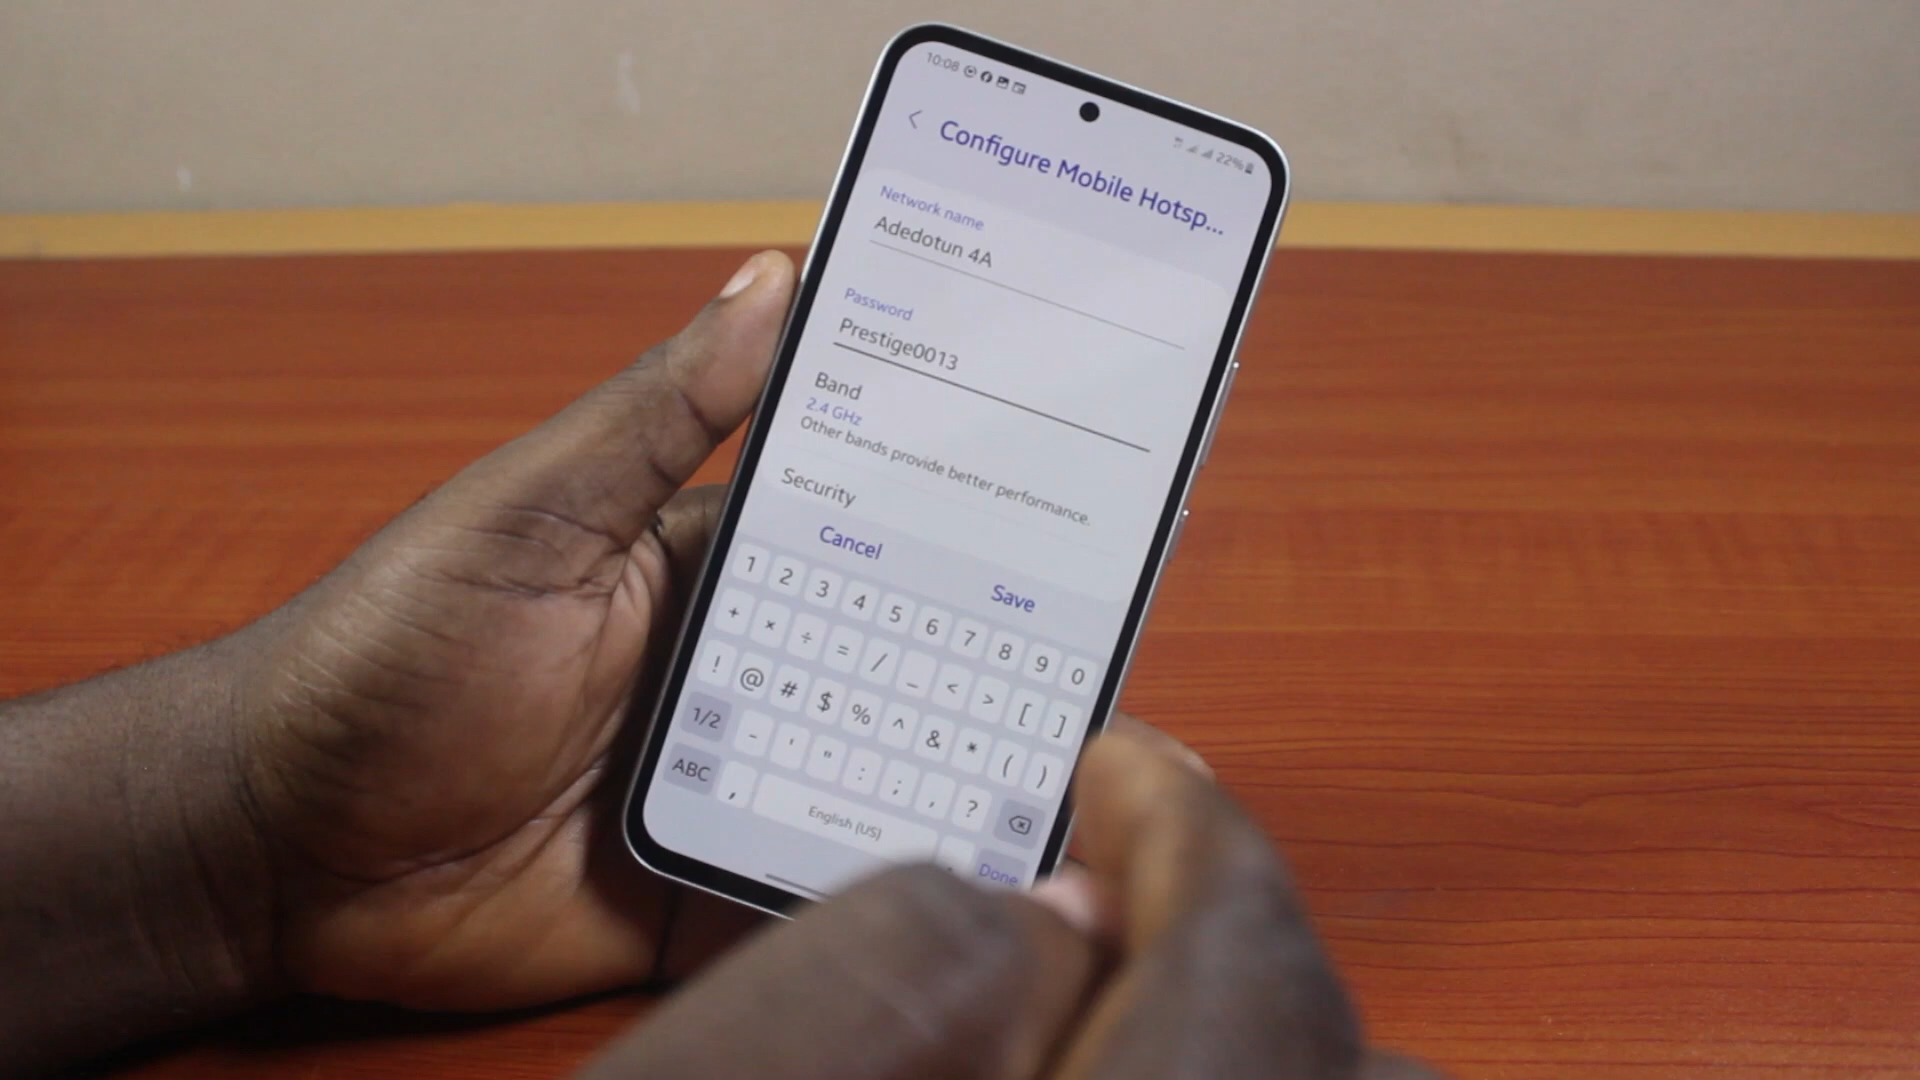 10:08
22%
Configure Mobile Hotsp...
Network name
Adedotun 4A
Password
Prestige0013
Band
2.4 GHz
Other bands provide better performance.
Security
Cancel Save
1 2 3 4 5 6 7 8 9 0
+ × ÷ = / _ < > [ ]
! @ # $ % ^ & * ( )
1/2 - ' " : ; , ?
ABC , English (US) Done